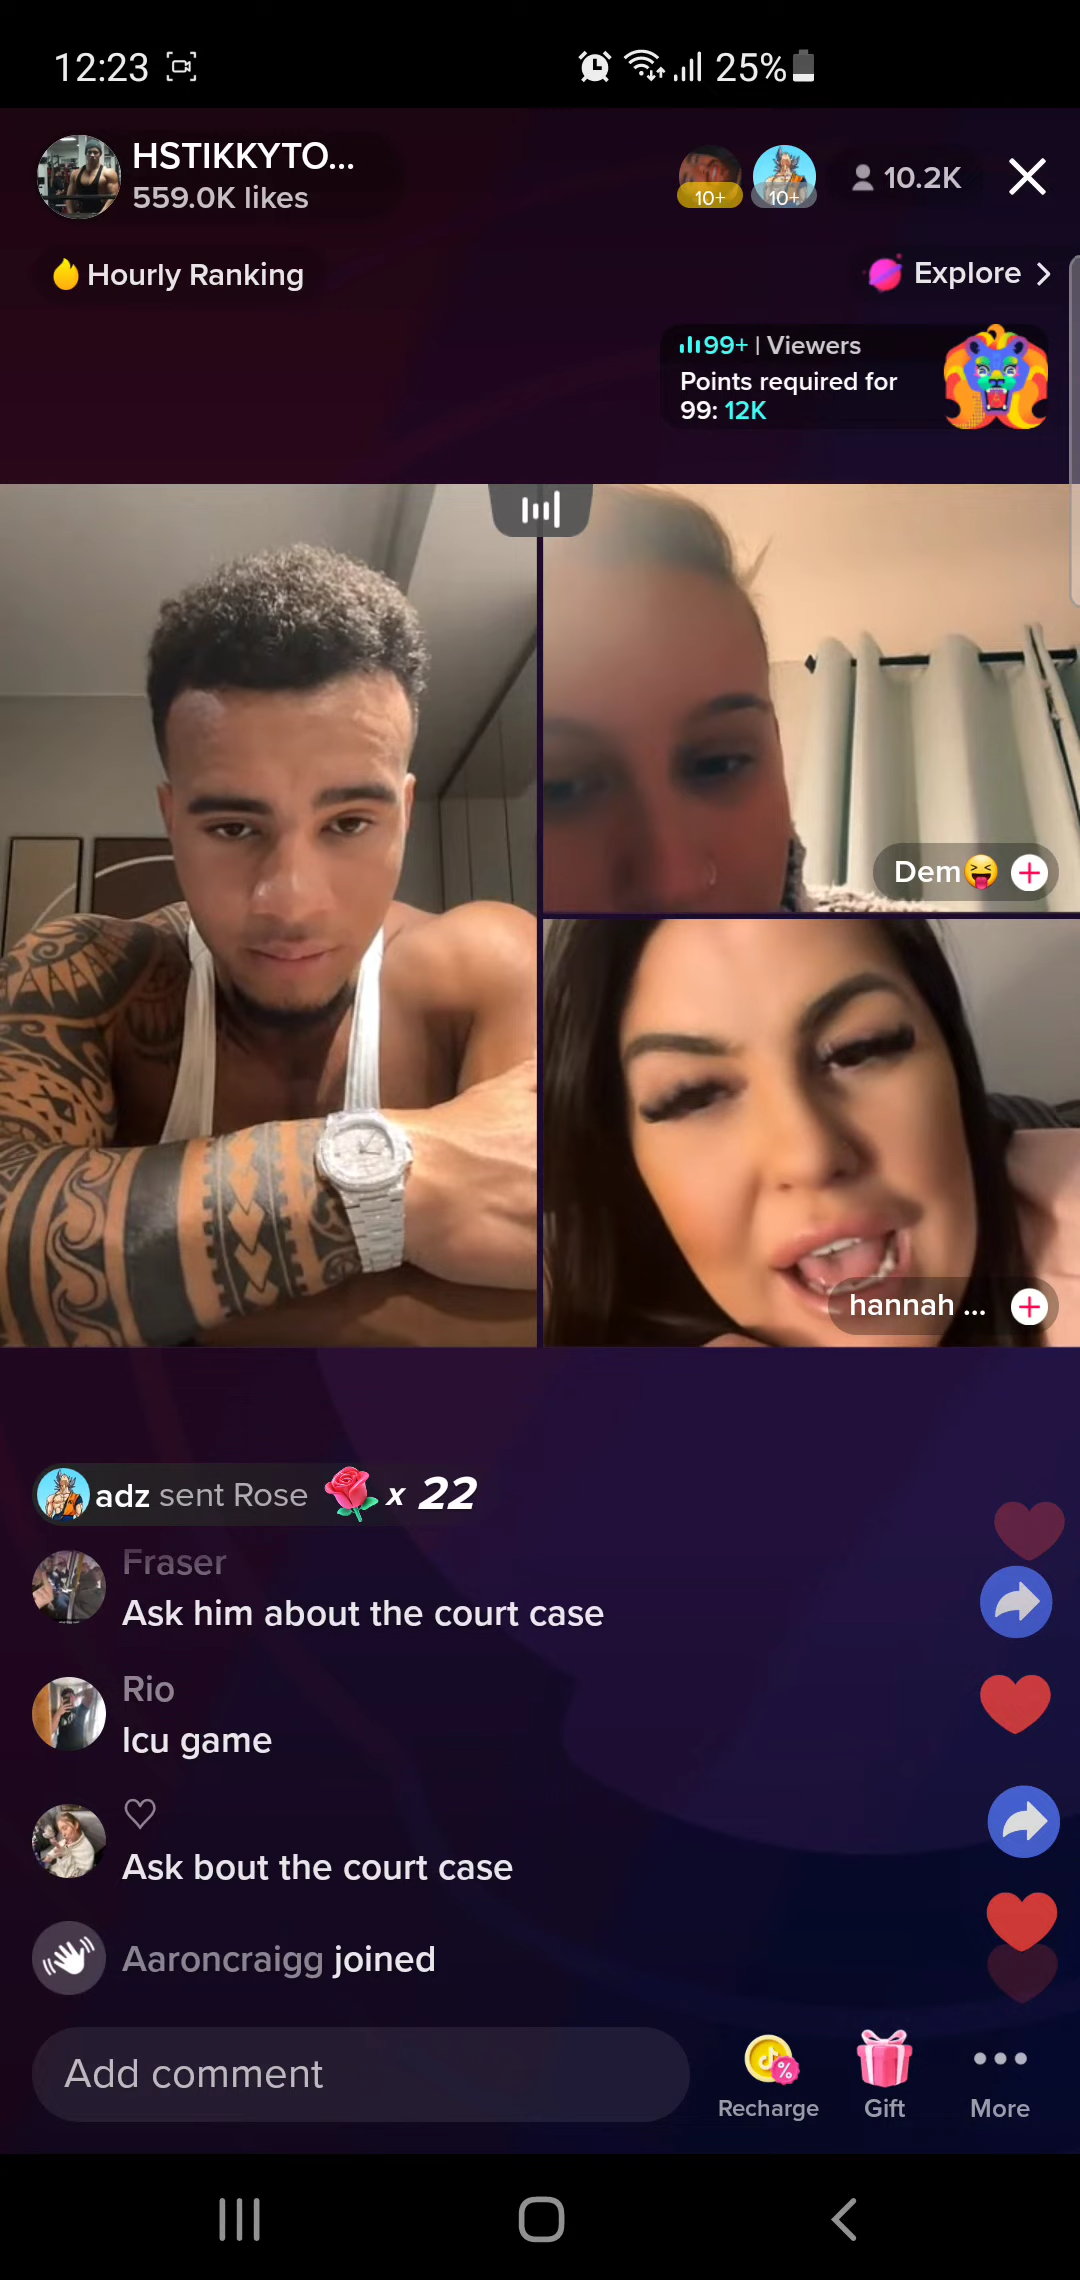 12:23
25%
HSTIKKYTO...
559.0K likes
10+
10+
10.2K
Hourly Ranking
Explore >
99+ | Viewers
Points required for
99: 12K
Dem😝
hannah ...
adz sent Rose 🌹 x 22
Fraser
Ask him about the court case
Rio
Icu game
♡
Ask bout the court case
Aaroncraigg joined
Add comment
Recharge
Gift
More